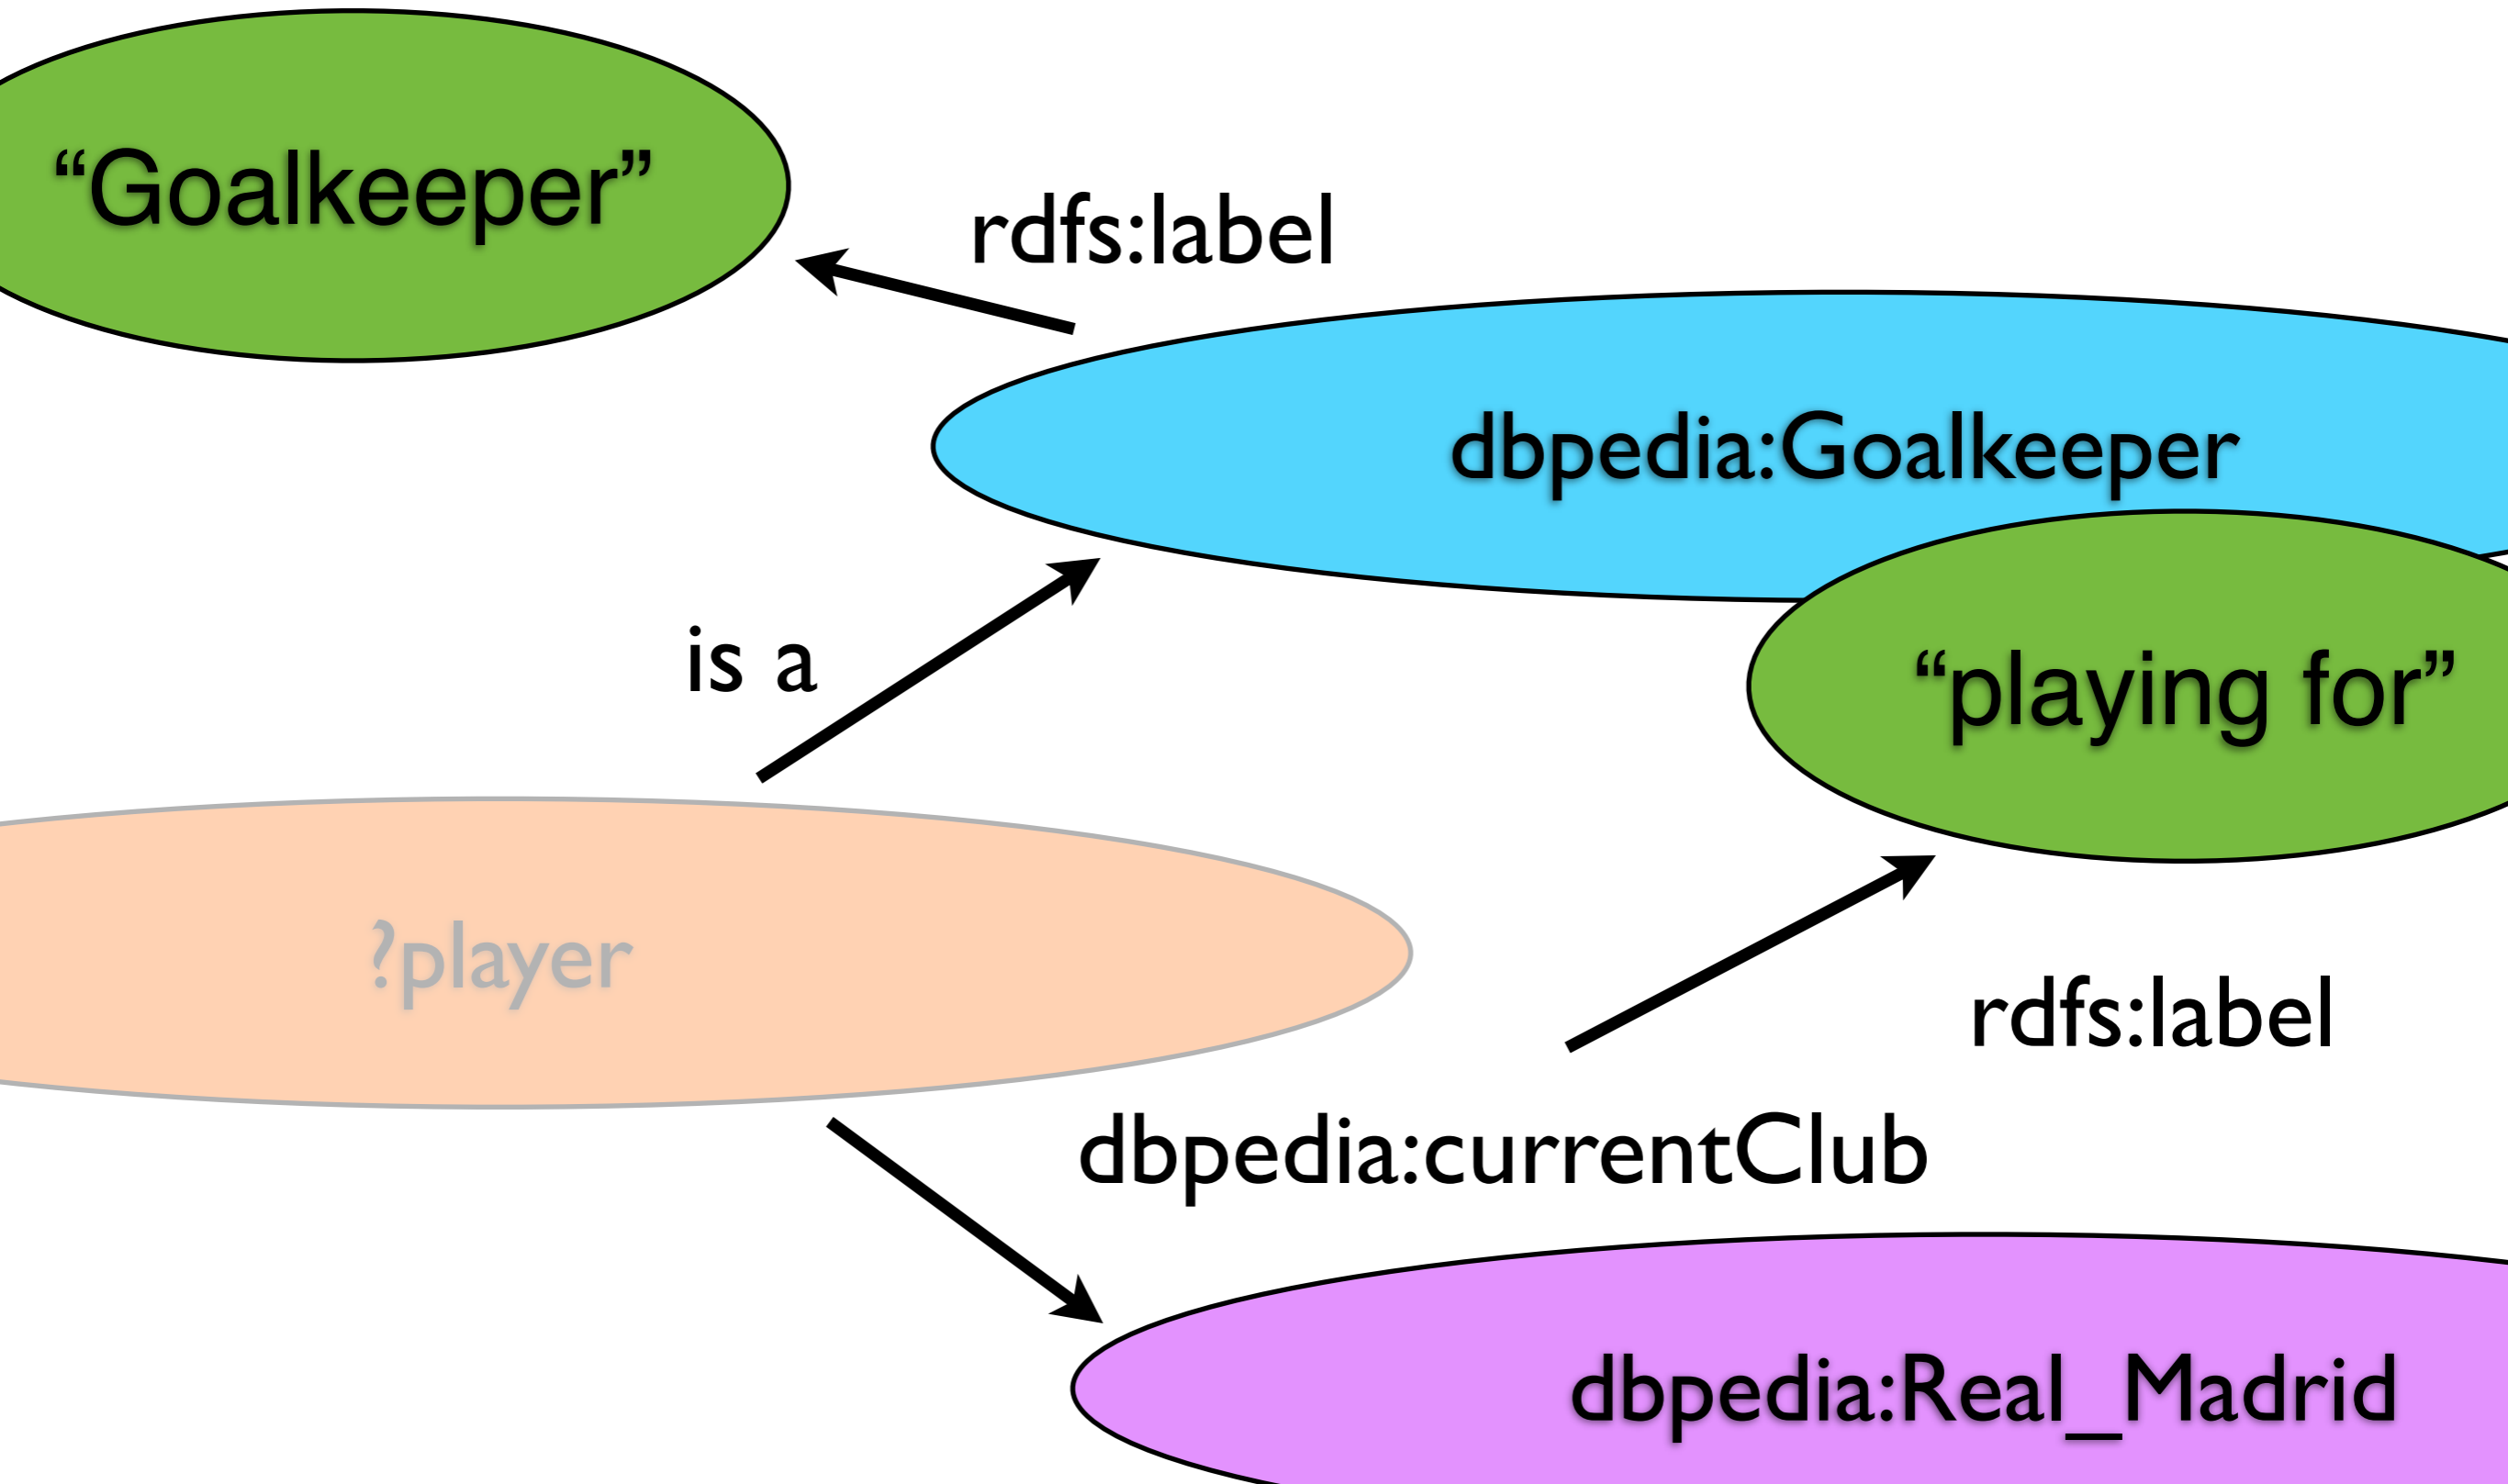 “Goalkeeper”
rdfs:label
dbpedia:Goalkeeper
is a
“playing for”
?player
rdfs:label
dbpedia:currentClub
dbpedia:Real_Madrid